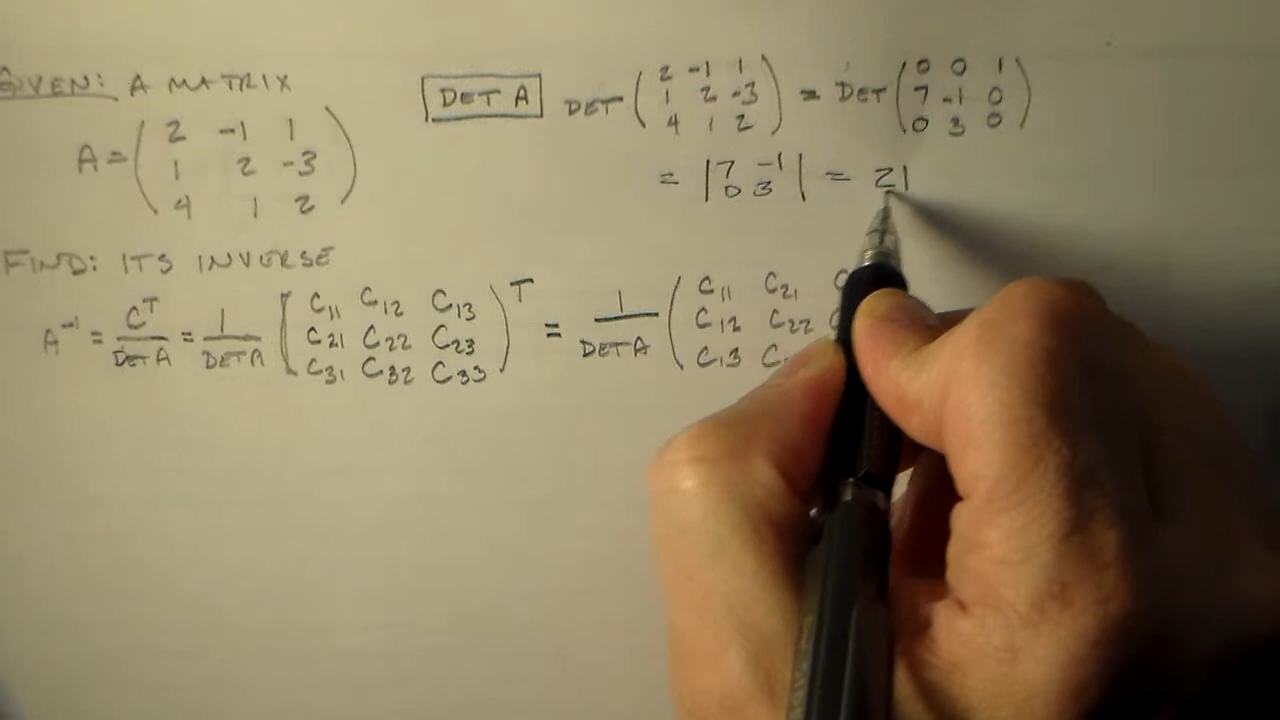 GIVEN: A MATRIX
A = ( 2 -1 1
1 2 -3
4 1 2 )
DET A DET ( 2 -1 1 ) = DET ( 0 0 1 )
1 2 -3 7 -1 0
4 1 2 0 3 0
= | 7 -1 | = 21
0 3
FIND: ITS INVERSE
A⁻¹ = Cᵀ / DET A = 1 / DET A [ C₁₁ C₁₂ C₁₃ )ᵀ = 1 / DET A ( C₁₁ C₂₁
C₂₁ C₂₂ C₂₃ C₁₂ C₂₂
C₃₁ C₃₂ C₃₃ C₁₃